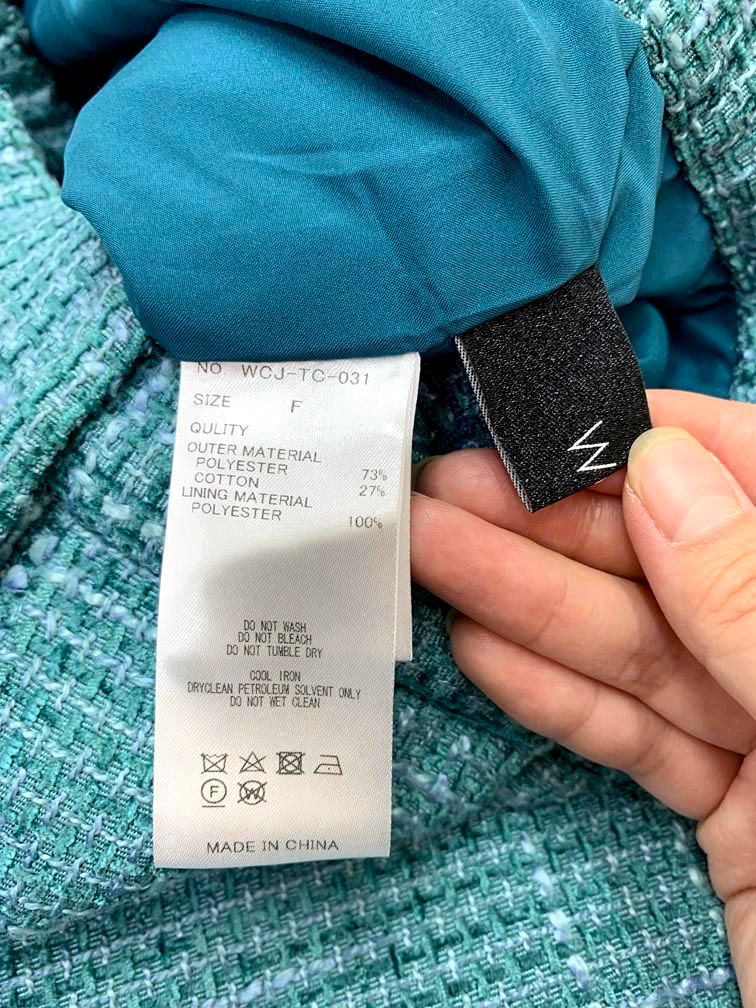 NO. WCJ-TC-031
SIZE F
QULITY
OUTER MATERIAL
POLYESTER 73%
COTTON 27%
LINING MATERIAL
POLYESTER 100%
DO NOT WASH
DO NOT BLEACH
DO NOT TUMBLE DRY
COOL IRON
DRYCLEAN PETROLEUM SOLVENT ONLY
DO NOT WET CLEAN
F W
MADE IN CHINA
M